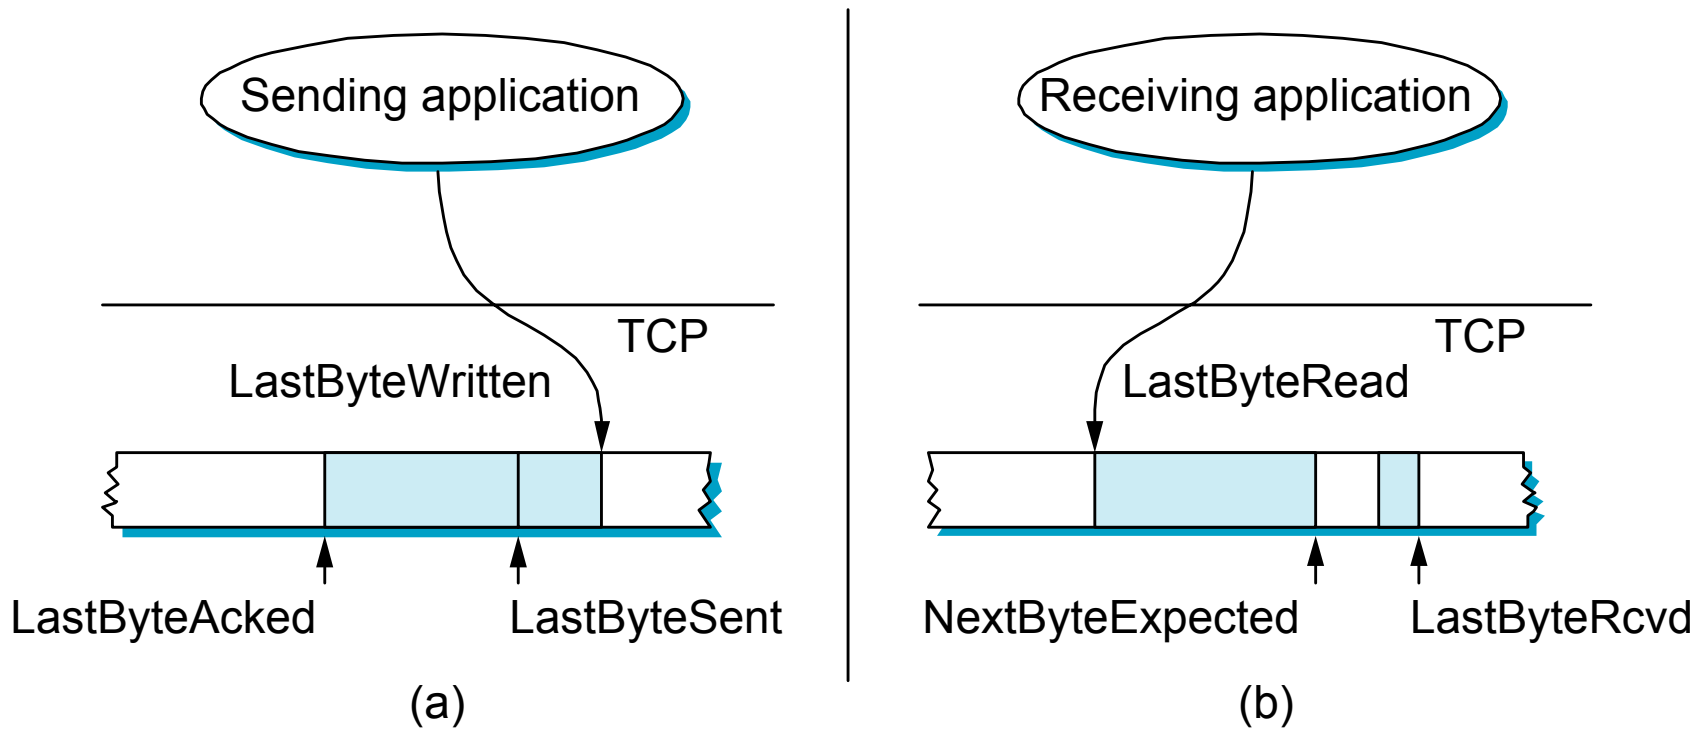 Sending application
TCP
LastByteWritten
LastByteAcked
LastByteSent
(a)
Receiving application
TCP
LastByteRead
NextByteExpected
LastByteRcvd
(b)